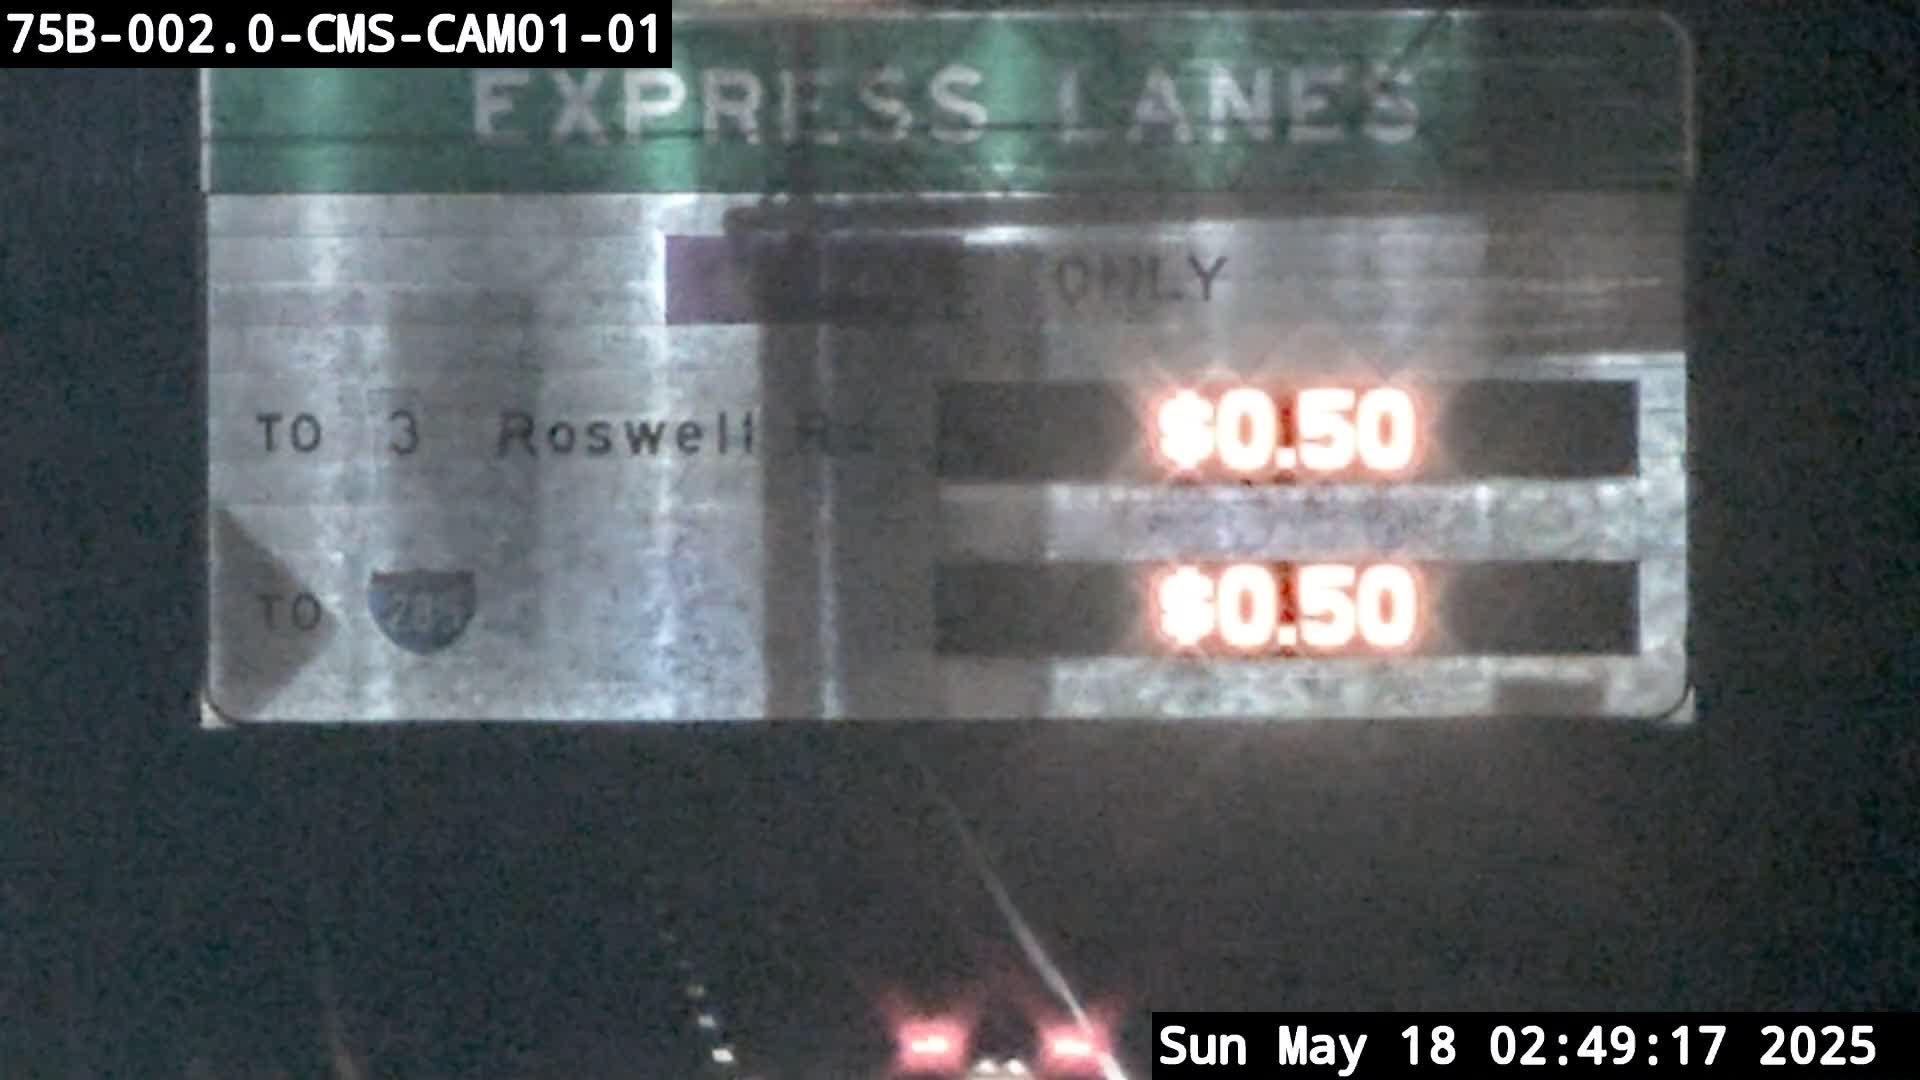 75B-002.0-CMS-CAM01-01
EXPRESS LANES
ONLY
TO 3 Roswell $0.50
TO $0.50
Sun May 18 02:49:17 2025